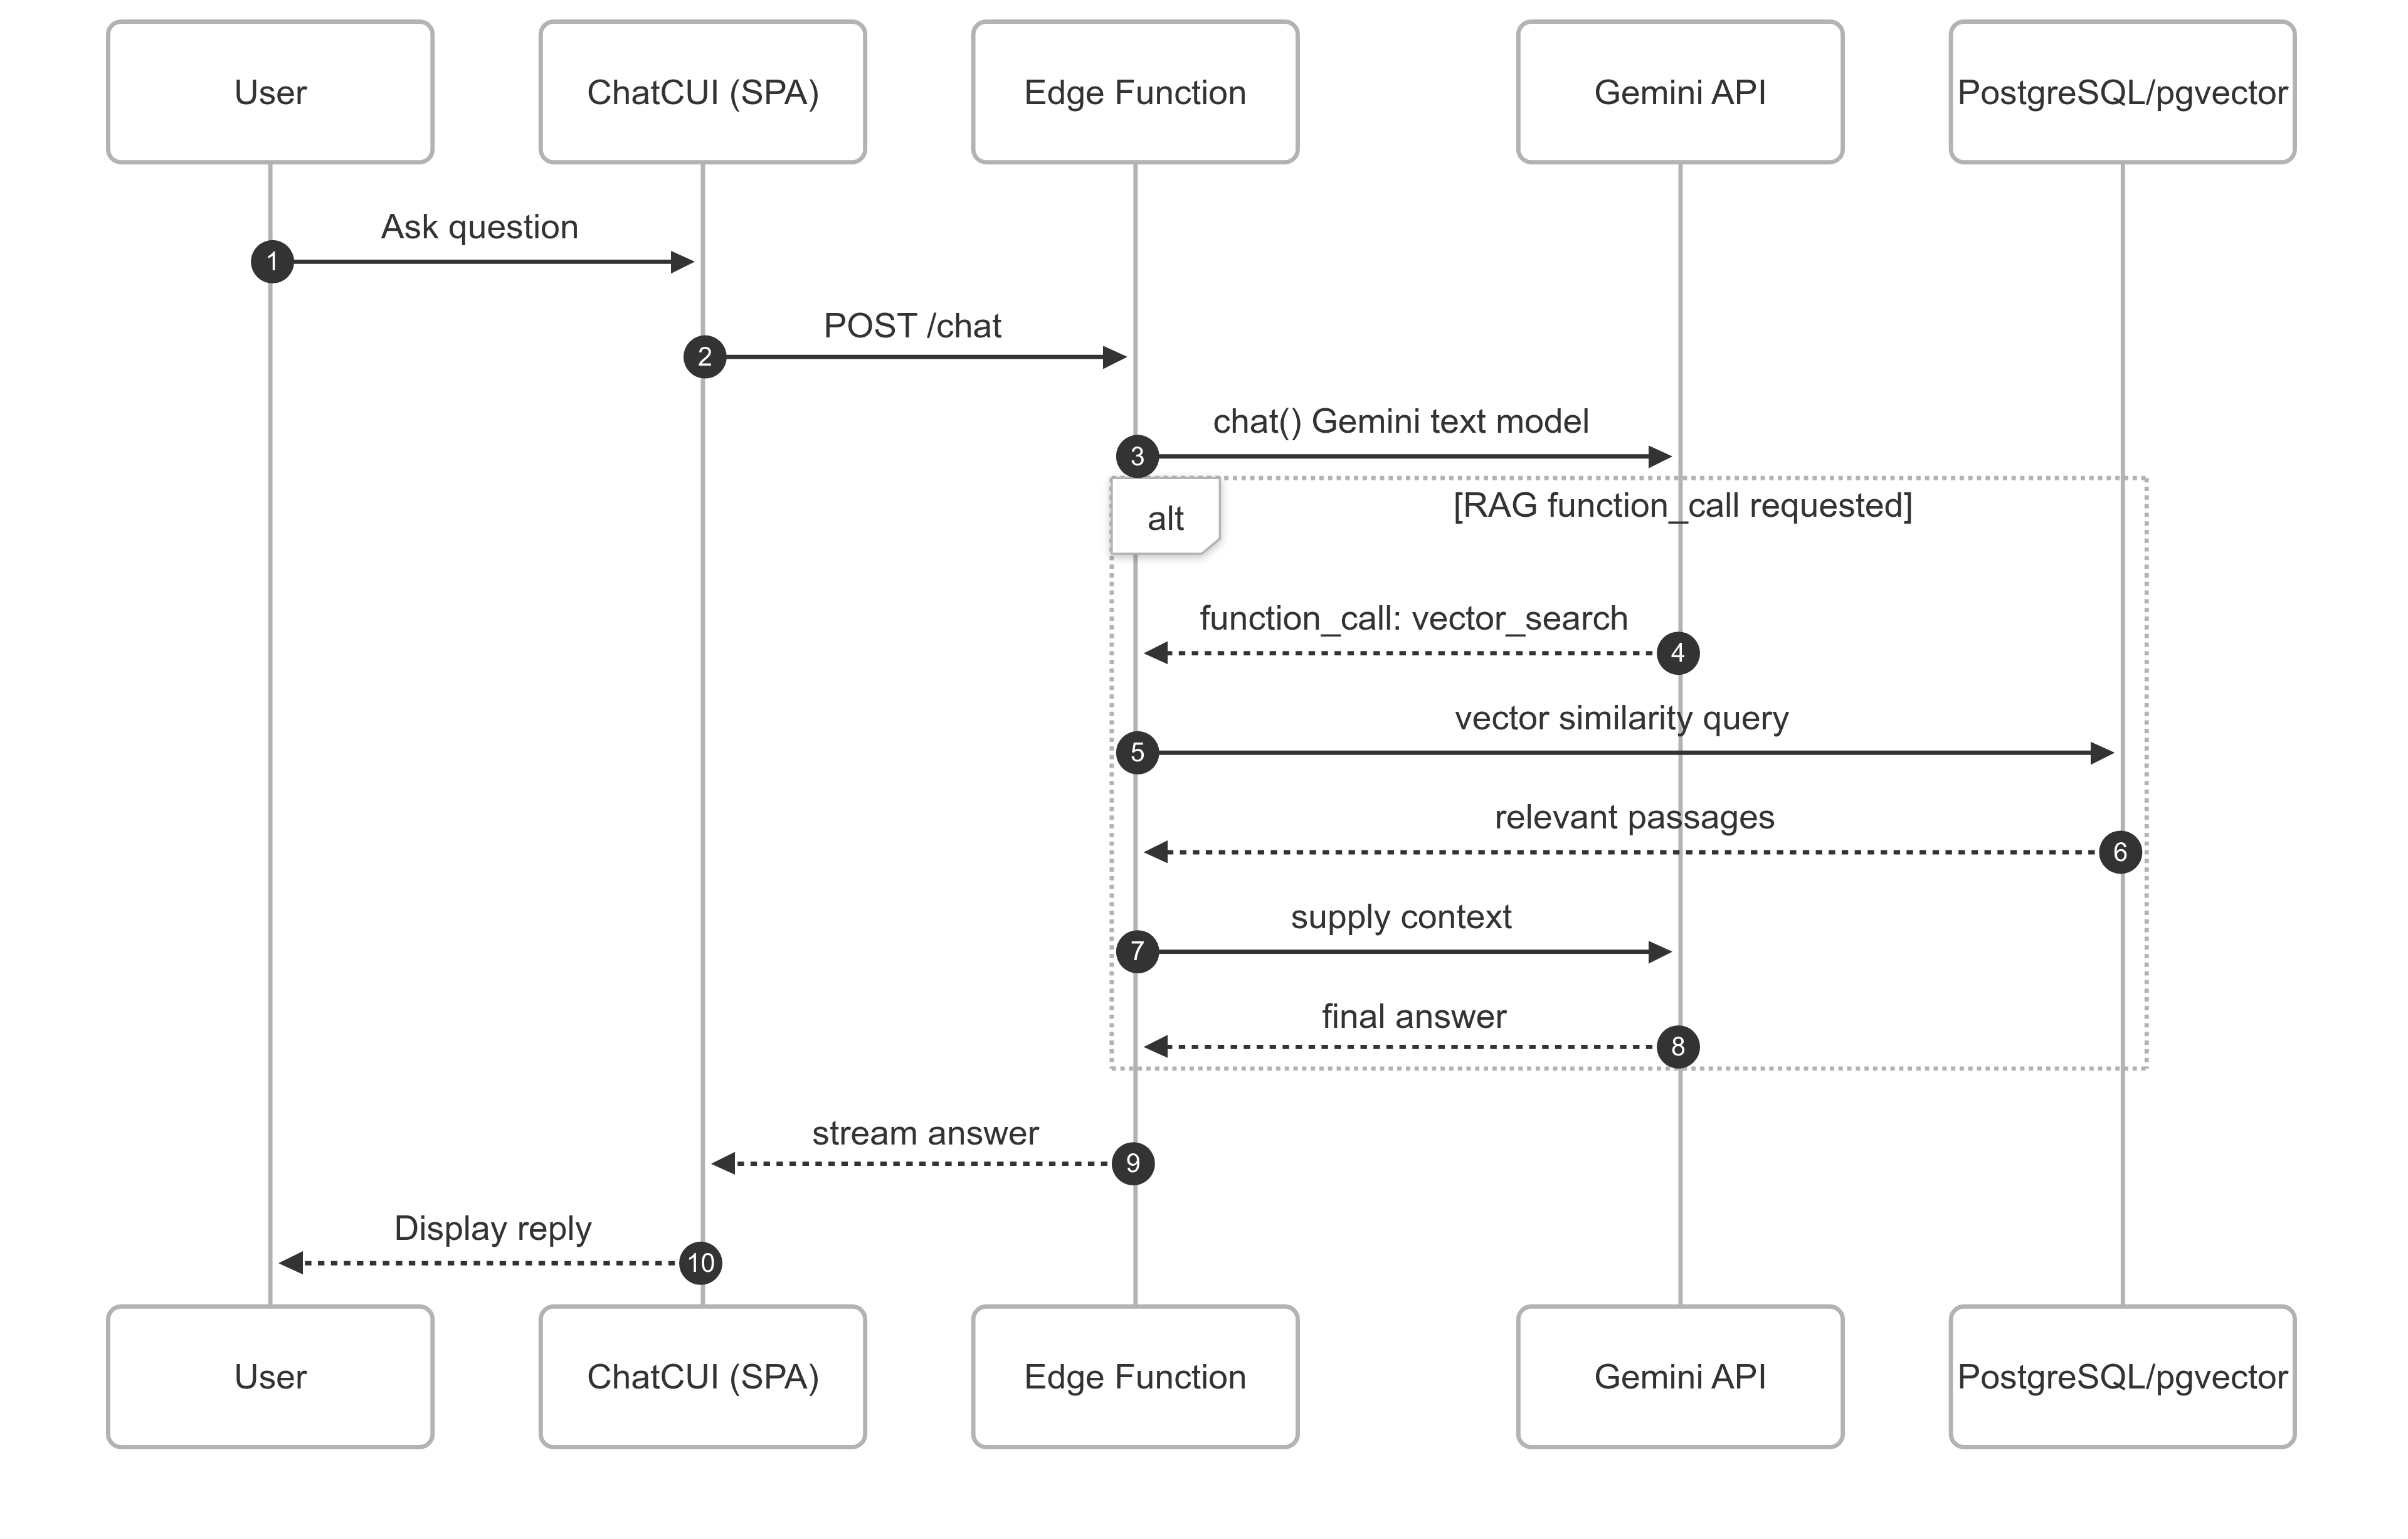 User
ChatCUI (SPA)
Edge Function
Gemini API
PostgreSQL/pgvector
Ask question
1
POST /chat
2
chat() Gemini text model
3
alt
[RAG function_call requested]
function_call: vector_search
4
vector similarity query
5
relevant passages
6
supply context
7
final answer
8
stream answer
9
Display reply
10
User
ChatCUI (SPA)
Edge Function
Gemini API
PostgreSQL/pgvector